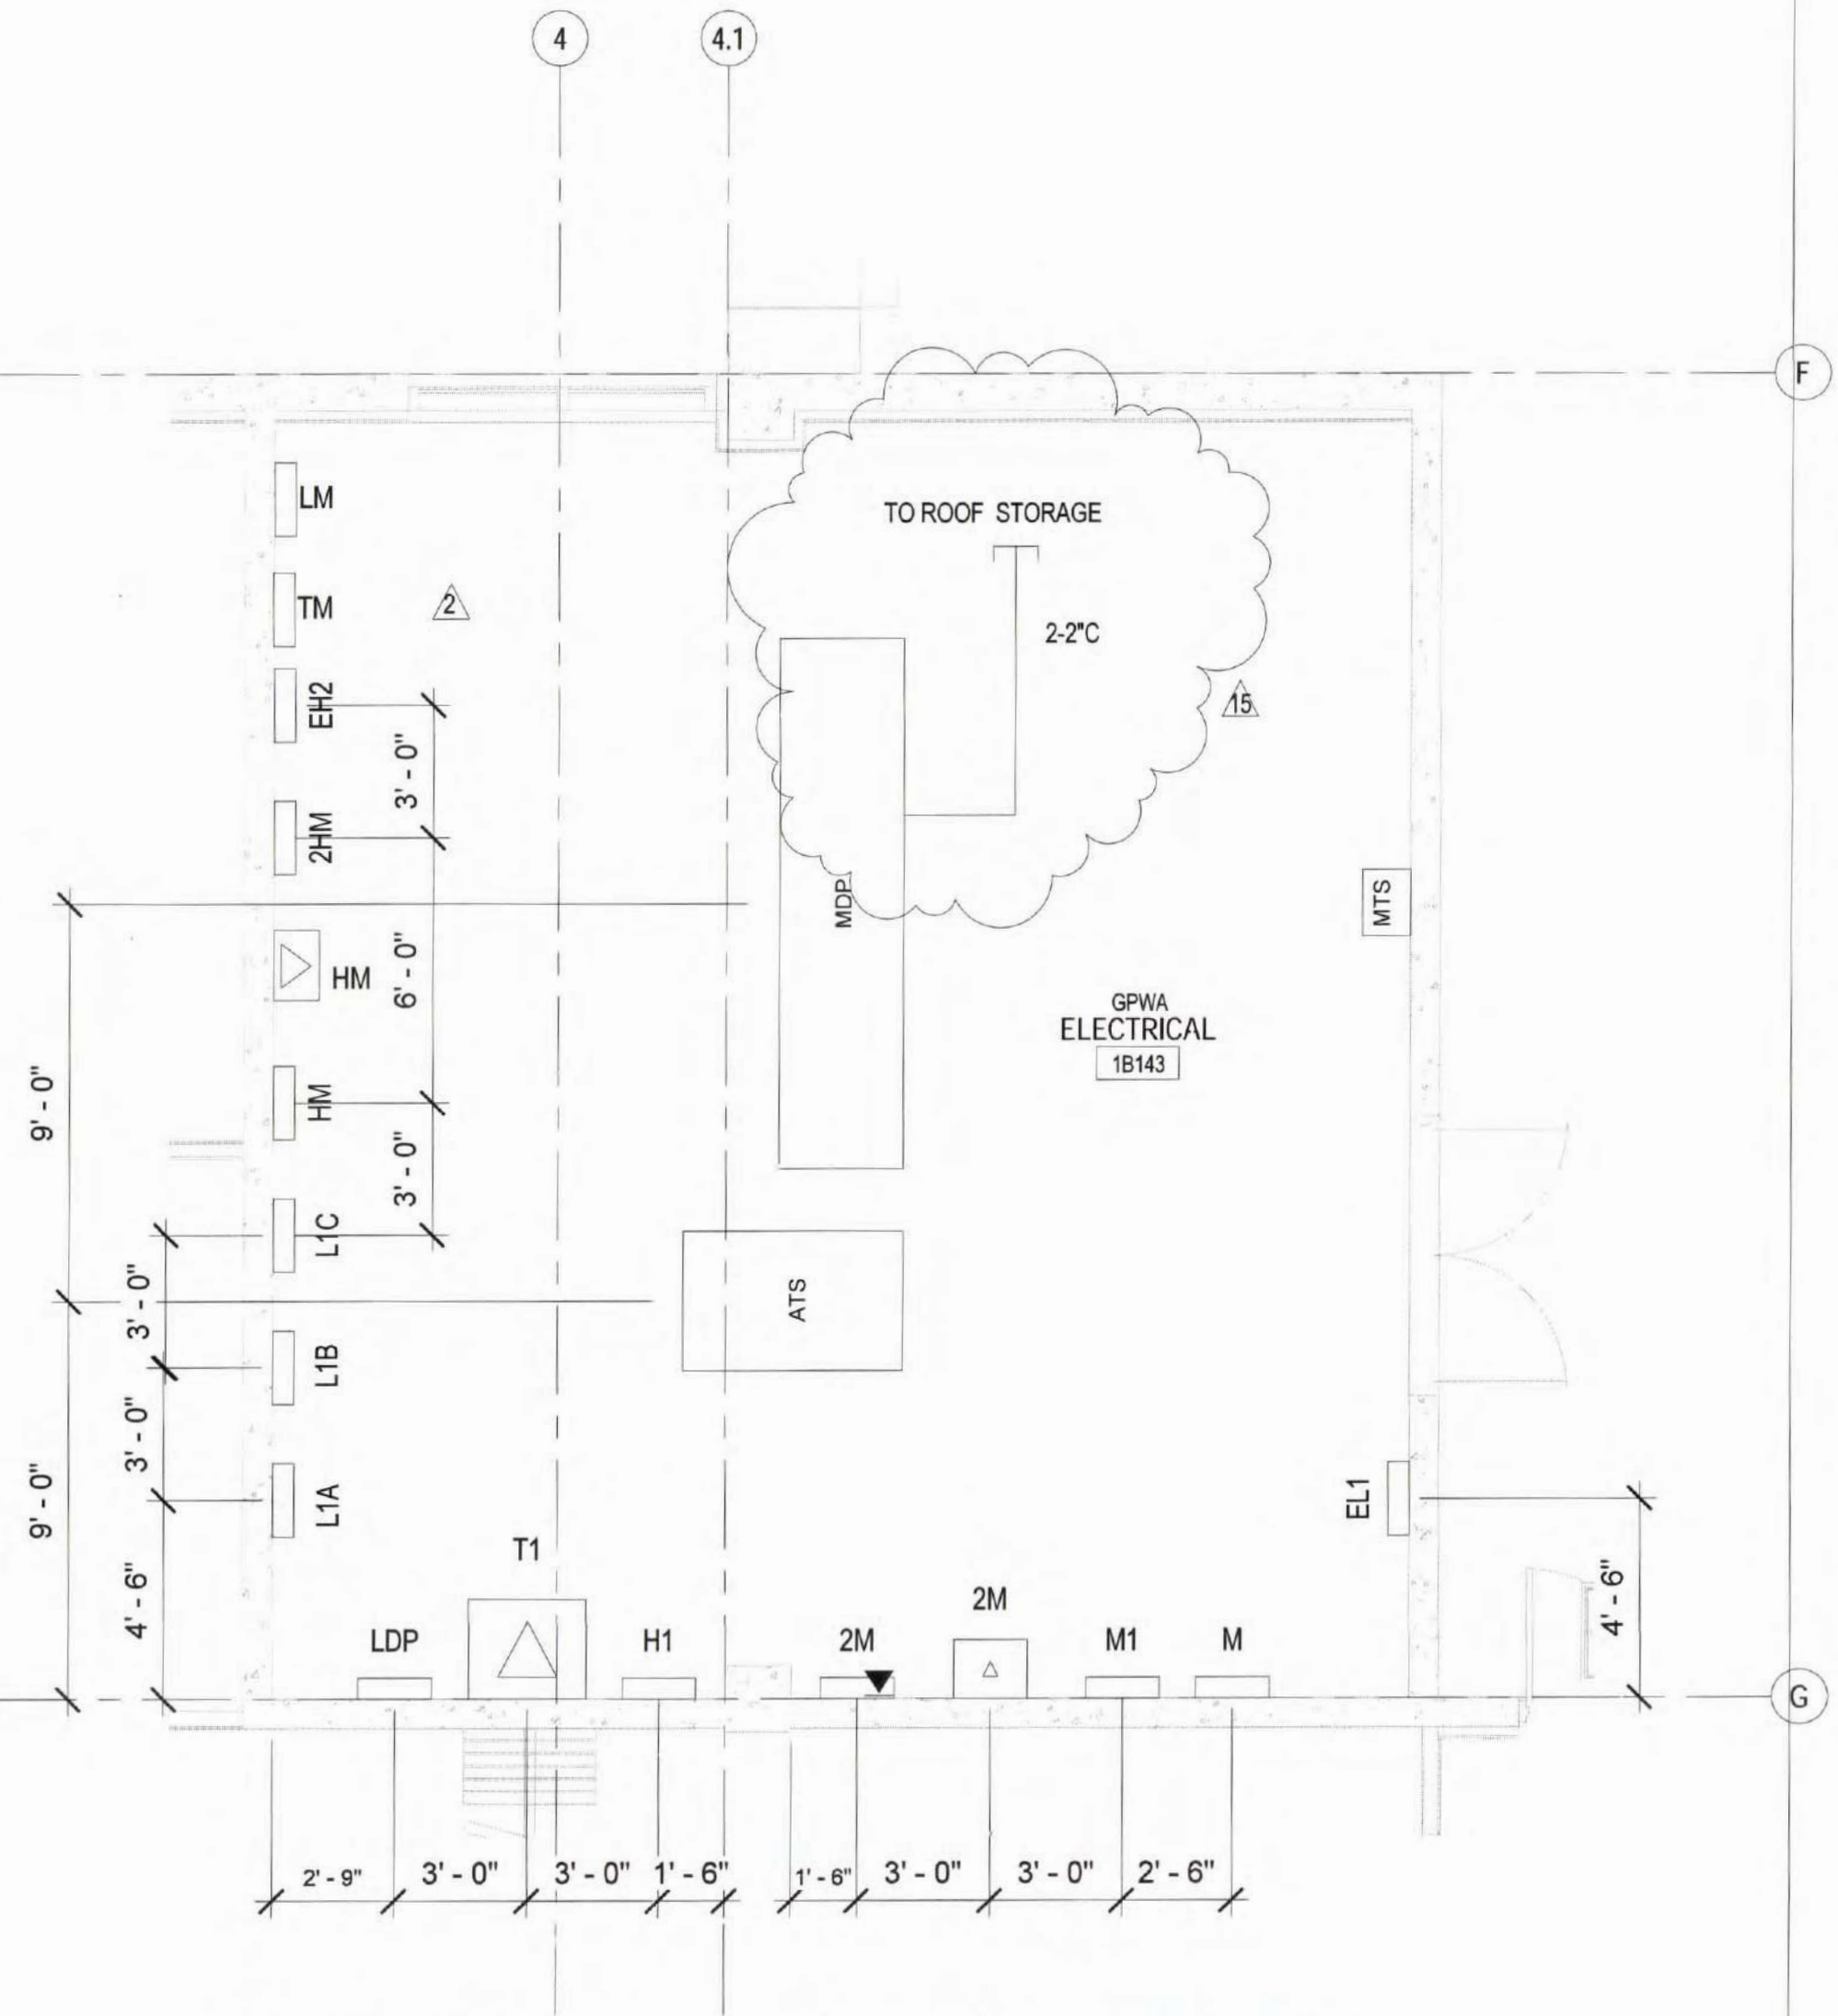 4
4.1
F
LM
TO ROOF STORAGE
TM
2
2-2"C
EH2
15
3' - 0"
2HM
MDP
MTS
HM
6' - 0"
GPWA
ELECTRICAL
1B143
9' - 0"
HM
3' - 0"
L1C
3' - 0"
ATS
L1B
3' - 0"
9' - 0"
L1A
EL1
T1
4' - 6"
4' - 6"
LDP
H1
2M
2M
M1
M
G
2' - 9"
3' - 0"
3' - 0"
1' - 6"
1' - 6"
3' - 0"
3' - 0"
2' - 6"